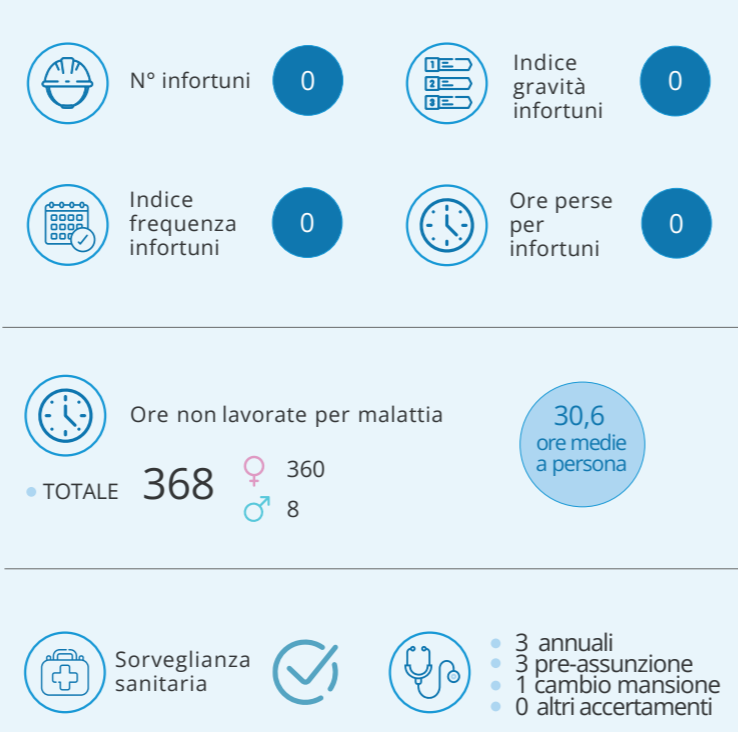 N° infortuni
0
Indice
gravità
infortuni
0
Indice
frequenza
infortuni
0
Ore perse
per
infortuni
0
Ore non lavorate per malattia
TOTALE 368
360
8
30,6
ore medie
a persona
Sorveglianza
sanitaria
3 annuali
3 pre-assunzione
1 cambio mansione
0 altri accertamenti